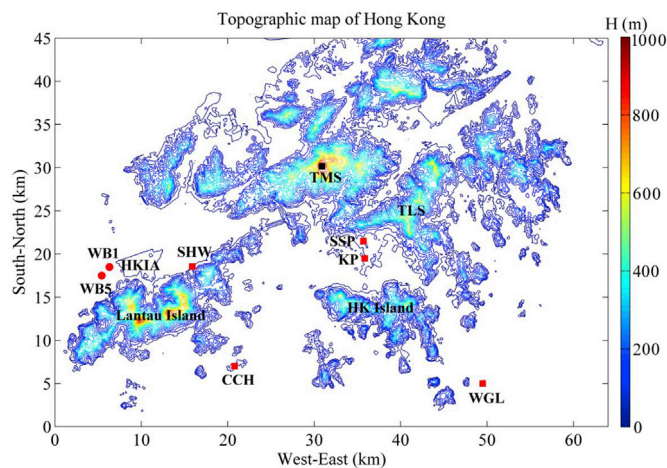 Topographic map of Hong Kong
H (m)
45
40
35
30
25
20
15
10
5
0
South-North (km)
0
10
20
30
40
50
60
West-East (km)
1000
800
600
400
200
0
TMS
TLS
SSP
KP
WB1
HKIA
SHW
WB5
Lantau Island
HK Island
CCH
WGL